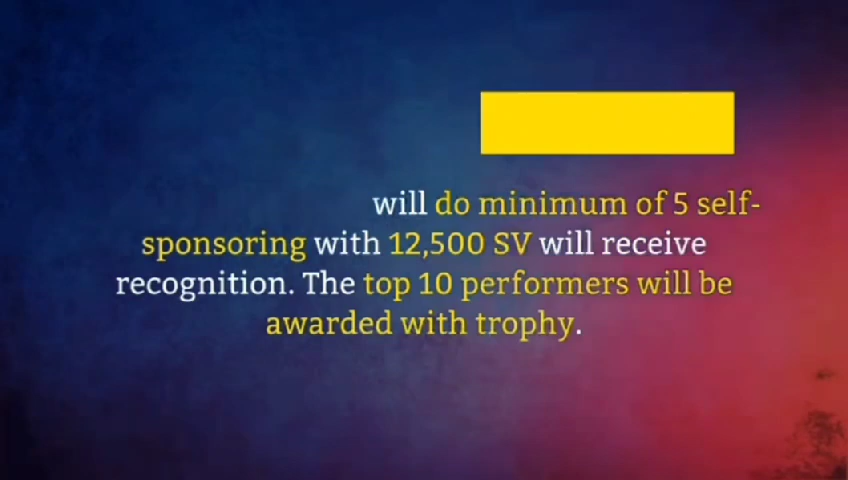 will do minimum of 5 self-
sponsoring with 12,500 SV will receive
recognition. The top 10 performers will be
awarded with trophy.